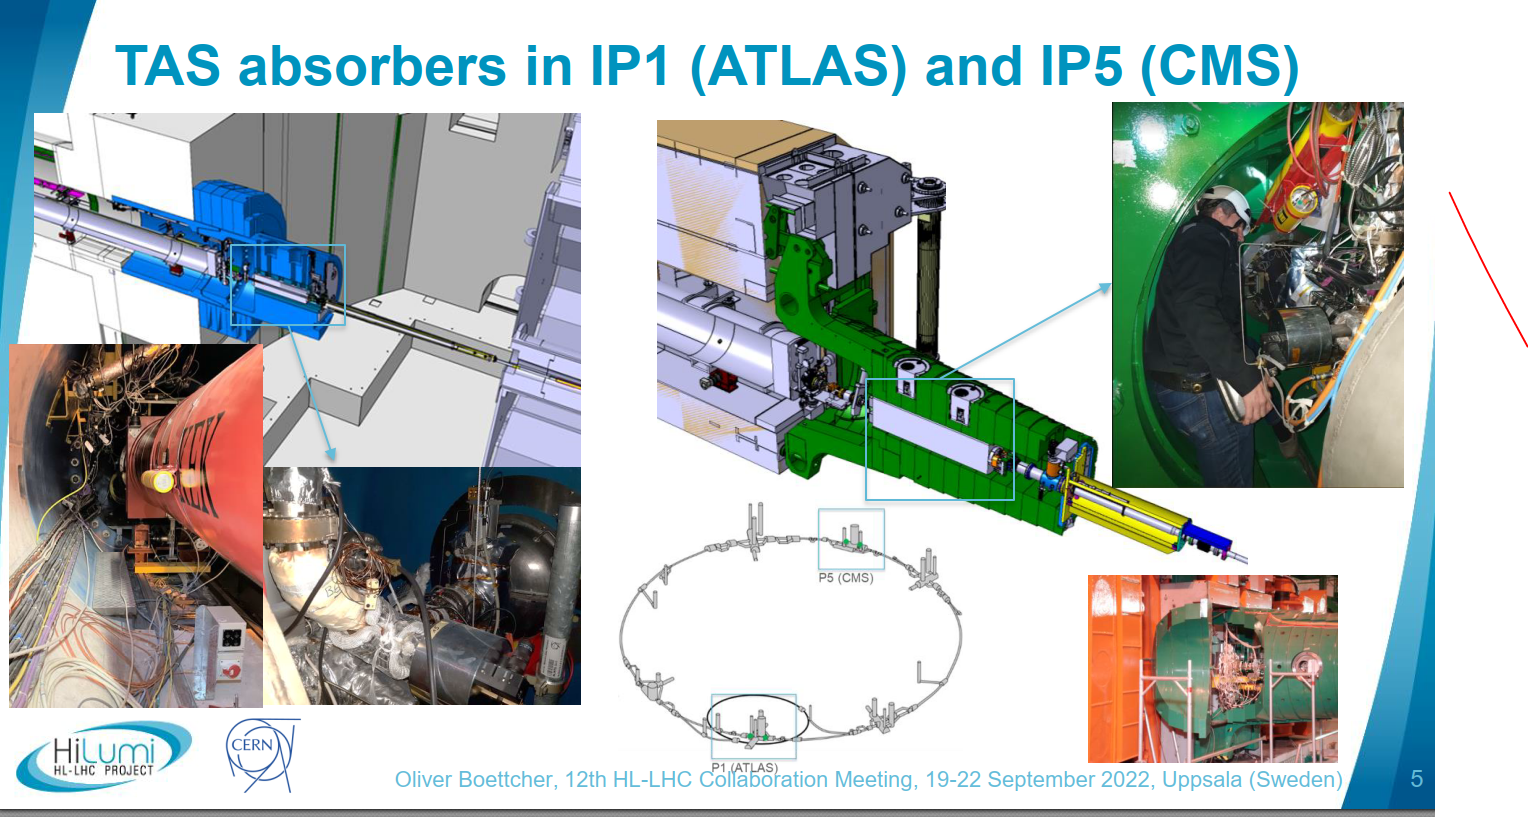 TAS absorbers in IP1 (ATLAS) and IP5 (CMS)
P5 (CMS)
P1 (ATLAS)
HiLumi
HL-LHC PROJECT
CERN
Oliver Boettcher, 12th HL-LHC Collaboration Meeting, 19-22 September 2022, Uppsala (Sweden)
5